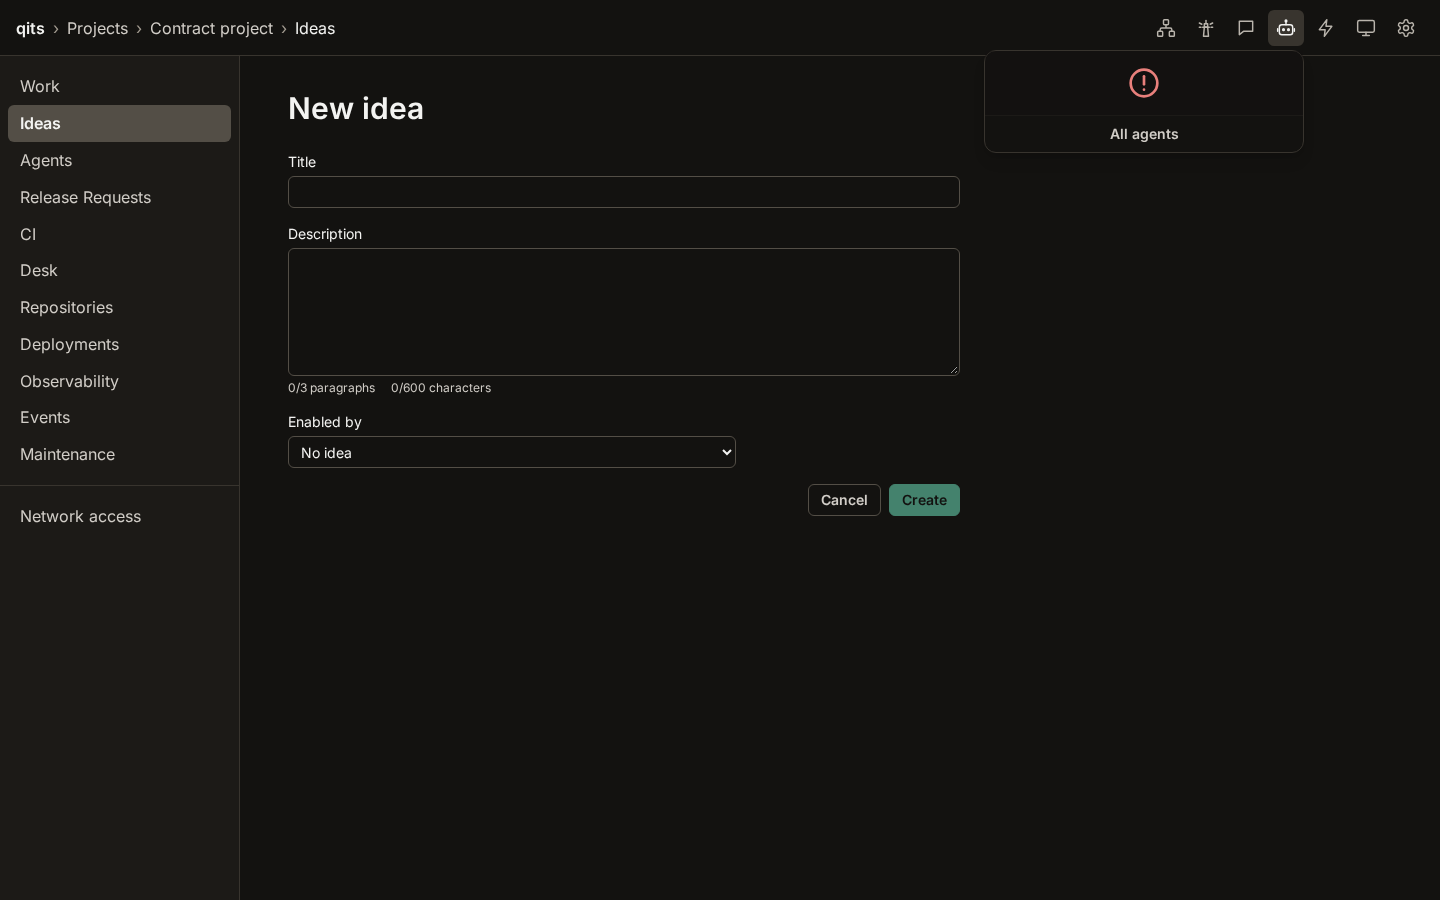 qits › Projects › Contract project › Ideas
All agents
Work
Ideas
Agents
Release Requests
CI
Desk
Repositories
Deployments
Observability
Events
Maintenance
Network access
New idea
Title
Description
0/3 paragraphs 0/600 characters
Enabled by
No idea
Cancel Create